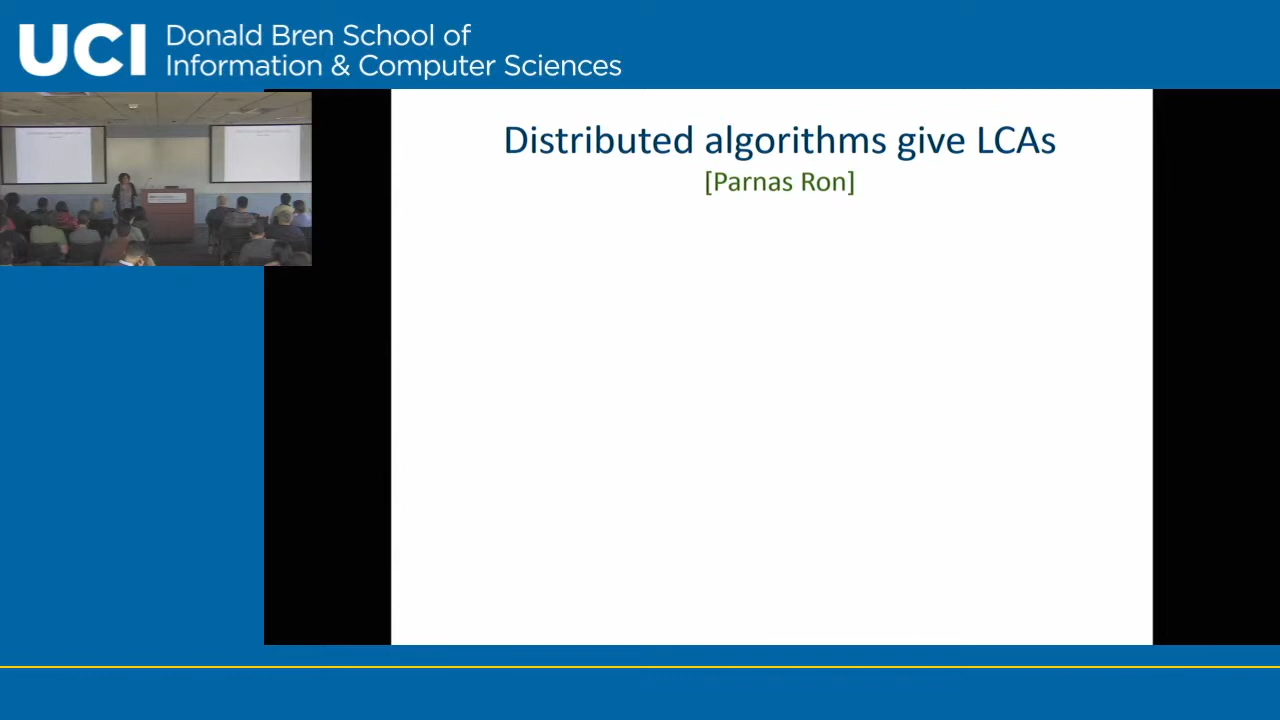 UCI
Donald Bren School of
Information & Computer Sciences
Distributed algorithms give LCAs
[Parnas Ron]